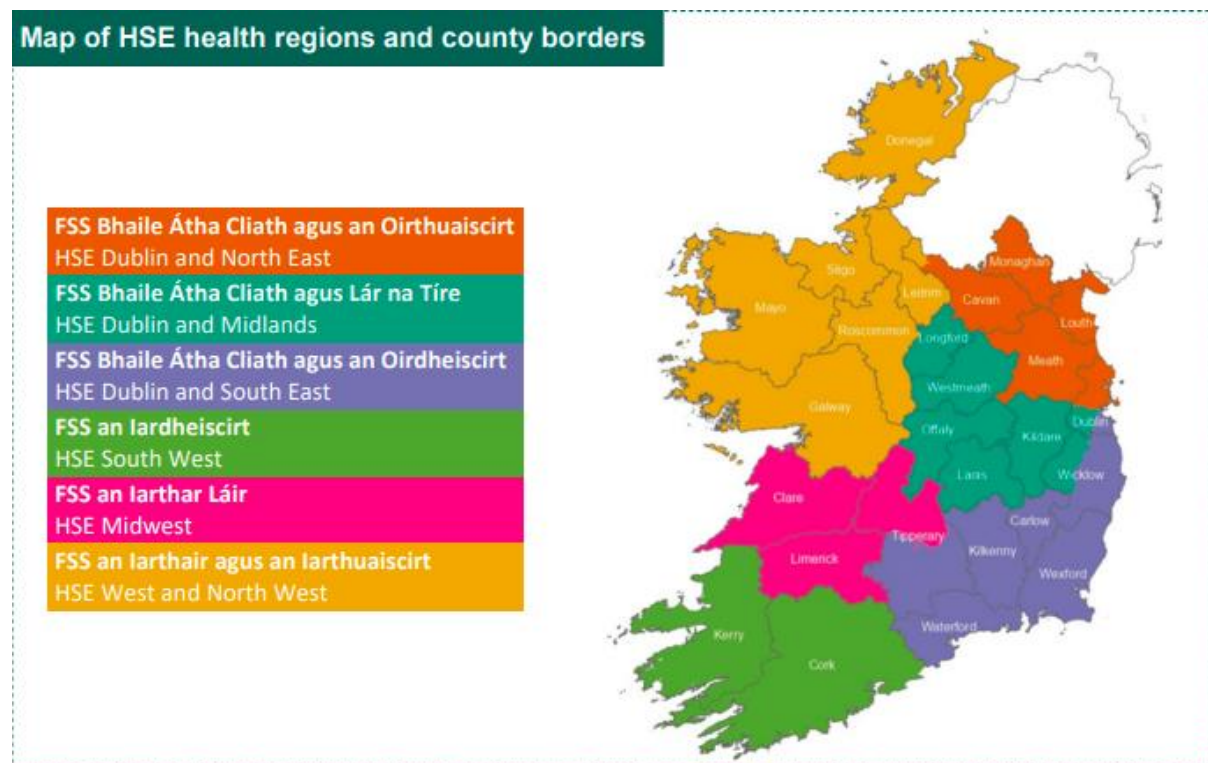 Map of HSE health regions and county borders
FSS Bhaile Átha Cliath agus an Oirthuaiscirt
HSE Dublin and North East
FSS Bhaile Átha Cliath agus Lár na Tíre
HSE Dublin and Midlands
FSS Bhaile Átha Cliath agus an Oirdheiscirt
HSE Dublin and South East
FSS an Iardheiscirt
HSE South West
FSS an Iarthar Láir
HSE Midwest
FSS an Iarthair agus an Iarthuaiscirt
HSE West and North West
Donegal
Monaghan
Sligo
Leitrim
Cavan
Mayo
Louth
Roscommon
Longford
Meath
Westmeath
Galway
Dublin
Offaly
Kildare
Laois
Wicklow
Clare
Carlow
Tipperary
Kilkenny
Limerick
Wexford
Waterford
Kerry
Cork